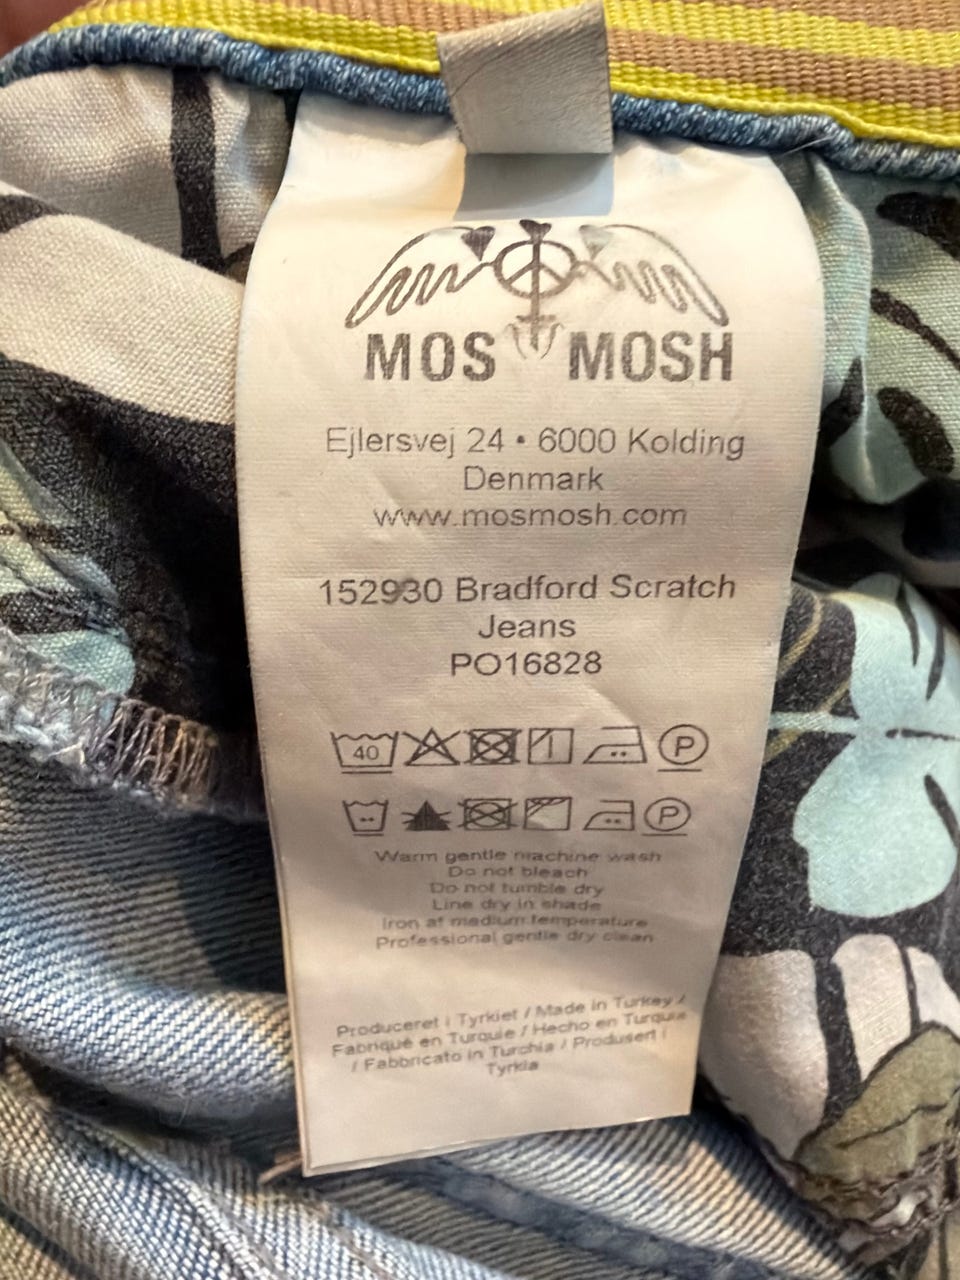 MOS MOSH
Ejlersvej 24 • 6000 Kolding
Denmark
www.mosmosh.com
152930 Bradford Scratch
Jeans
PO16828
40 P
P
Warm gentle machine wash
Do not bleach
Do not tumble dry
Line dry in shade
Iron at medium temperature
Professional gentle dry clean
Produceret i Tyrkiet / Made in Turkey /
Fabriqué en Turquie / Hecho en Turquia
/ Fabbricato in Turchia / Produsert i
Tyrkia